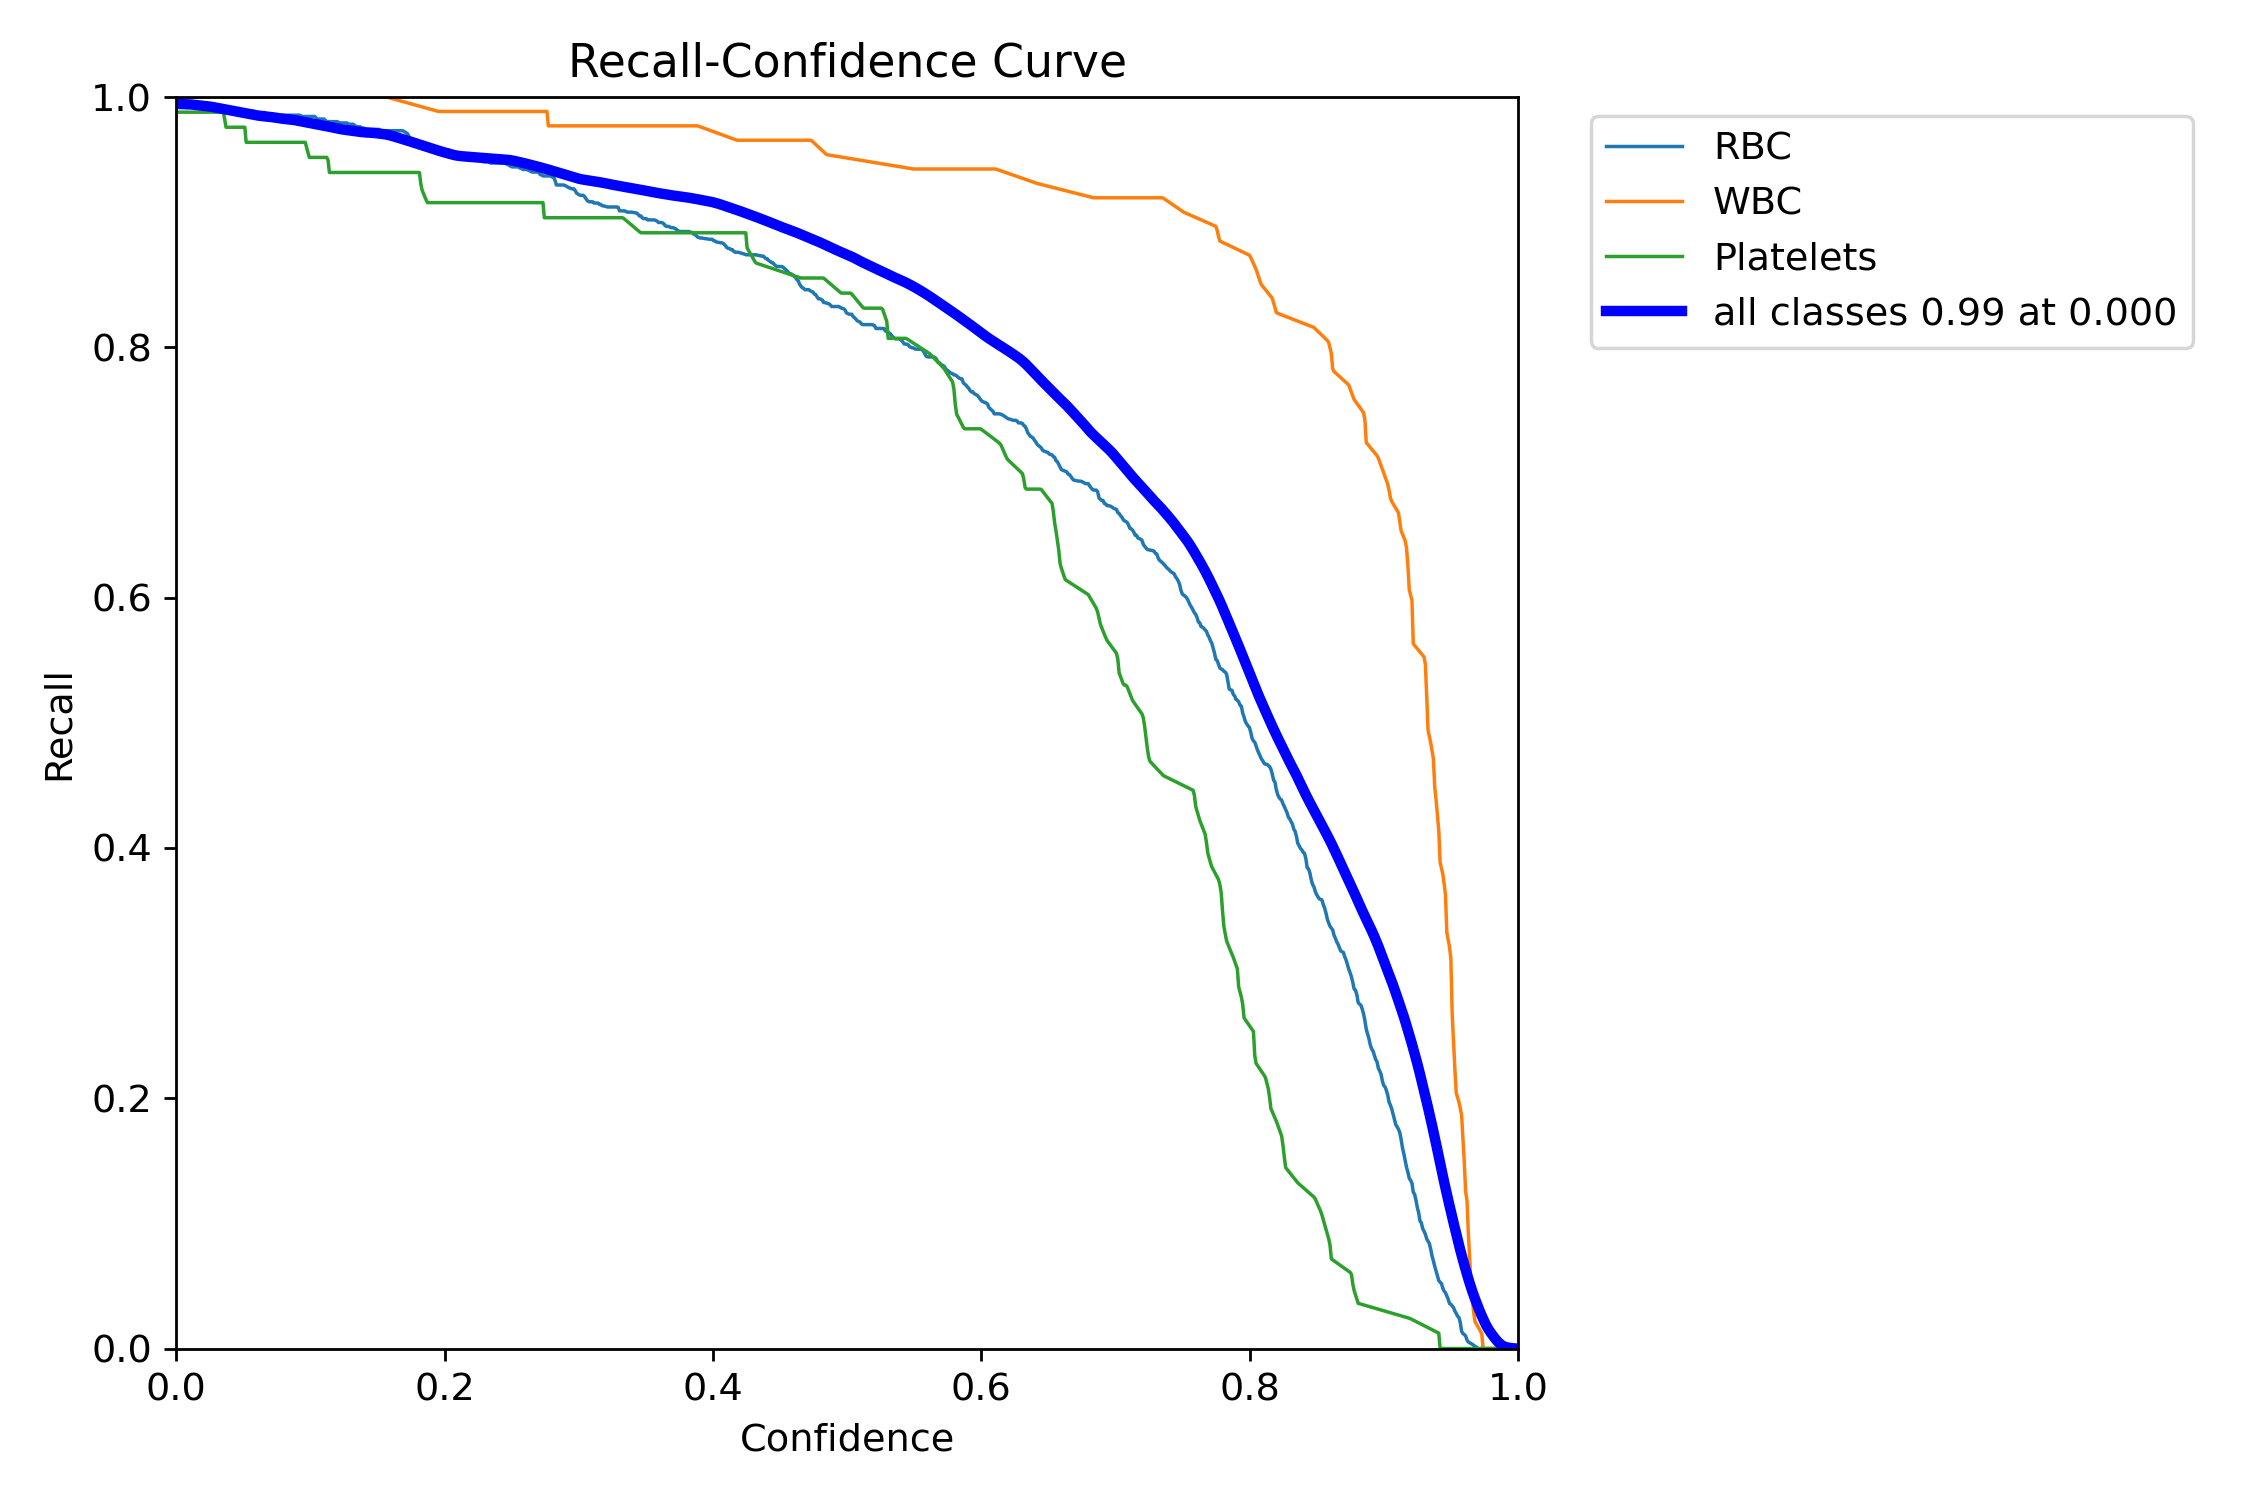 Recall-Confidence Curve
1.0
0.8
0.6
0.4
0.2
0.0
Recall
0.0 0.2 0.4 0.6 0.8 1.0
Confidence
RBC
WBC
Platelets
all classes 0.99 at 0.000